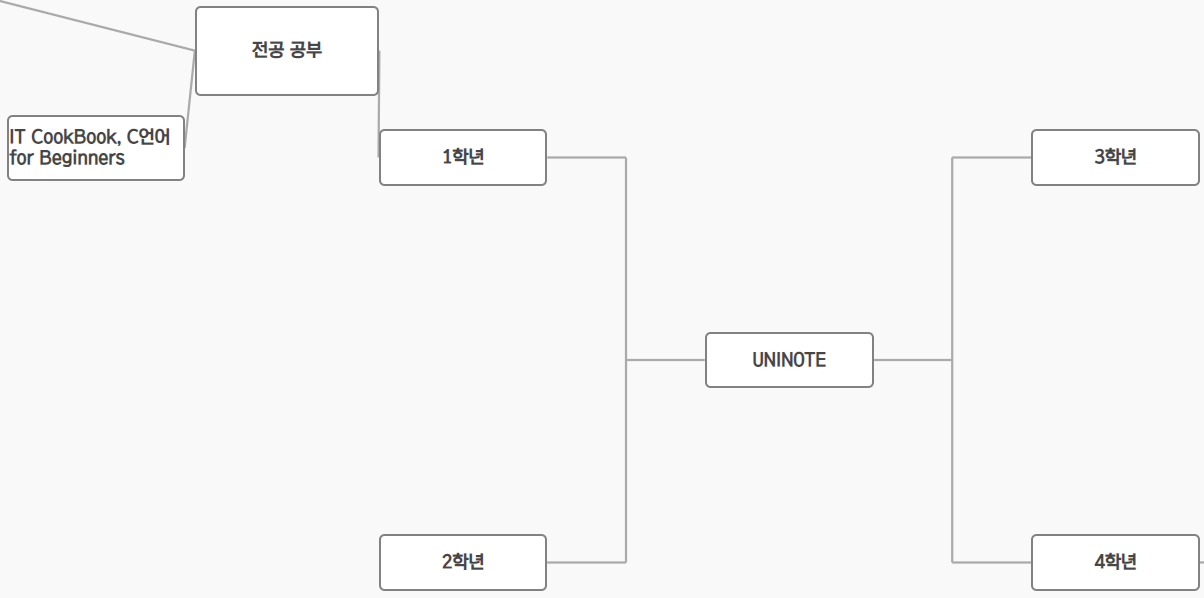 전공 공부
IT CookBook, C언어
for Beginners
1학년
3학년
UNINOTE
2학년
4학년